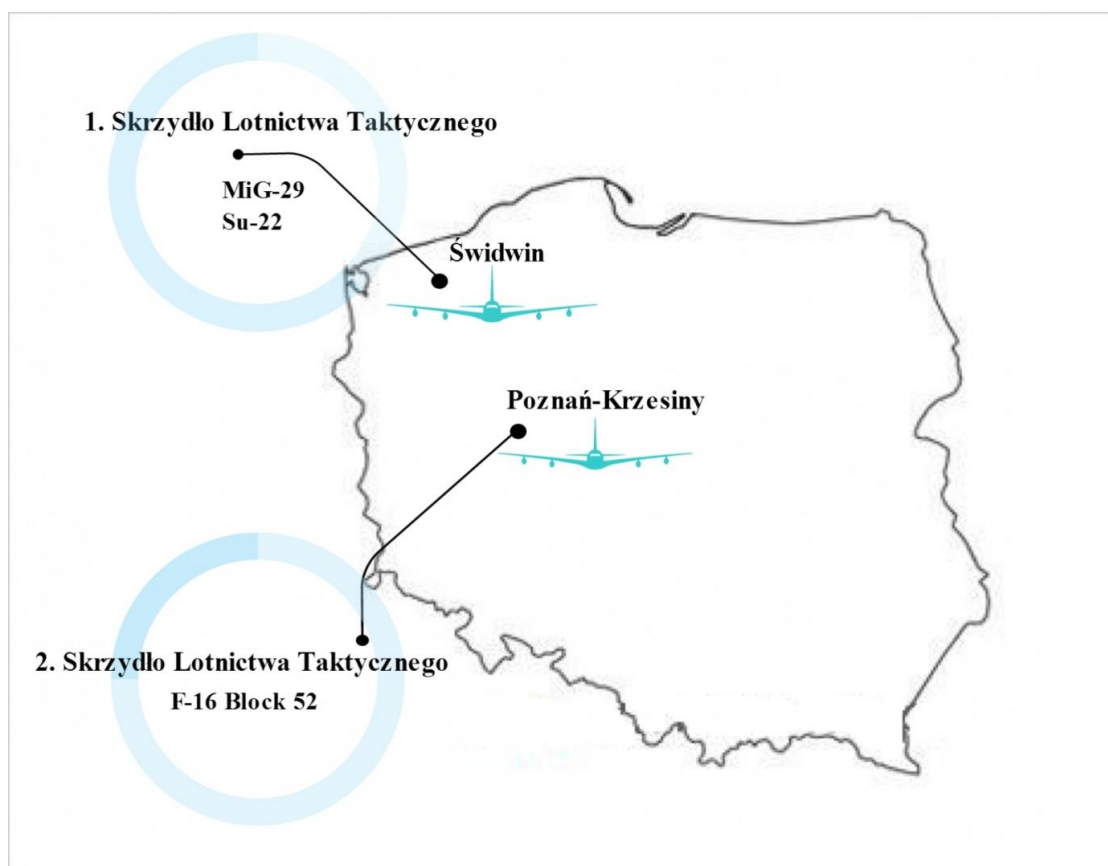 1. Skrzydło Lotnictwa Taktycznego
MiG-29
Su-22
Świdwin
Poznań-Krzesiny
2. Skrzydło Lotnictwa Taktycznego
F-16 Block 52